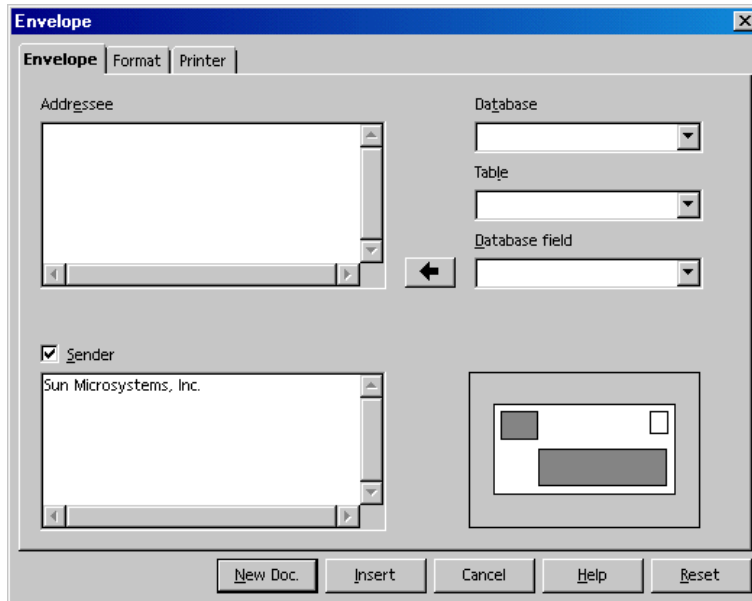 Envelope
Envelope Format Printer
Addressee
Database
Table
Database field
Sender
Sun Microsystems, Inc.
New Doc. Insert Cancel Help Reset